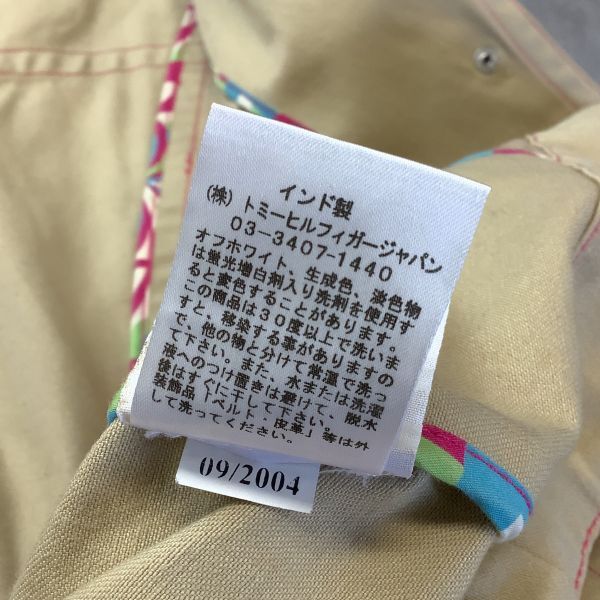 インド製
(株) トミーヒルフィガージャパン
03-3407-1440
オフホワイト、生成色、淡色物
は蛍光増白剤入り洗剤を使用す
ると変色することがあります。
この商品は30度以上で洗いま
すと、移染する事がありますの
で、他の物と分けて常温で洗っ
て下さい。また、水または洗濯
液へのつけ置きは避けて、脱水
後はすぐに干して下さい。
装飾品「ベルト・皮革」等は外
して洗ってください。
09/2004